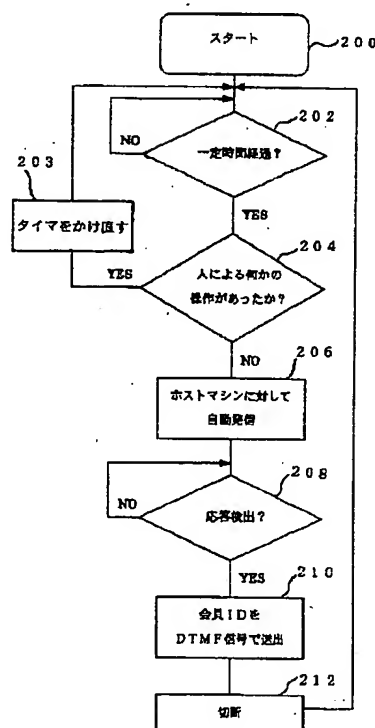 スタート
200
202
NO
一定時間経過?
203
YES
タイマをかけ直す
204
YES
人による何かの
操作があったか?
NO
206
ホストマシンに対して
自動発信
208
NO
応答検出?
YES
210
会員IDを
DTMF信号で送出
212
切断